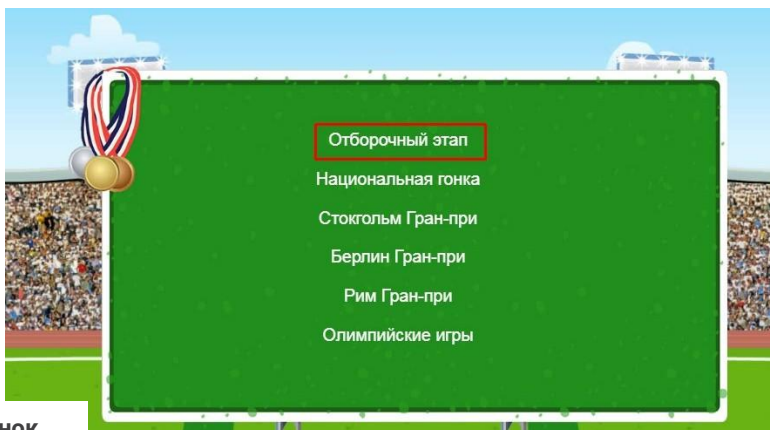 Отборочный этап
Национальная гонка
Стокгольм Гран-при
Берлин Гран-при
Рим Гран-при
Олимпийские игры